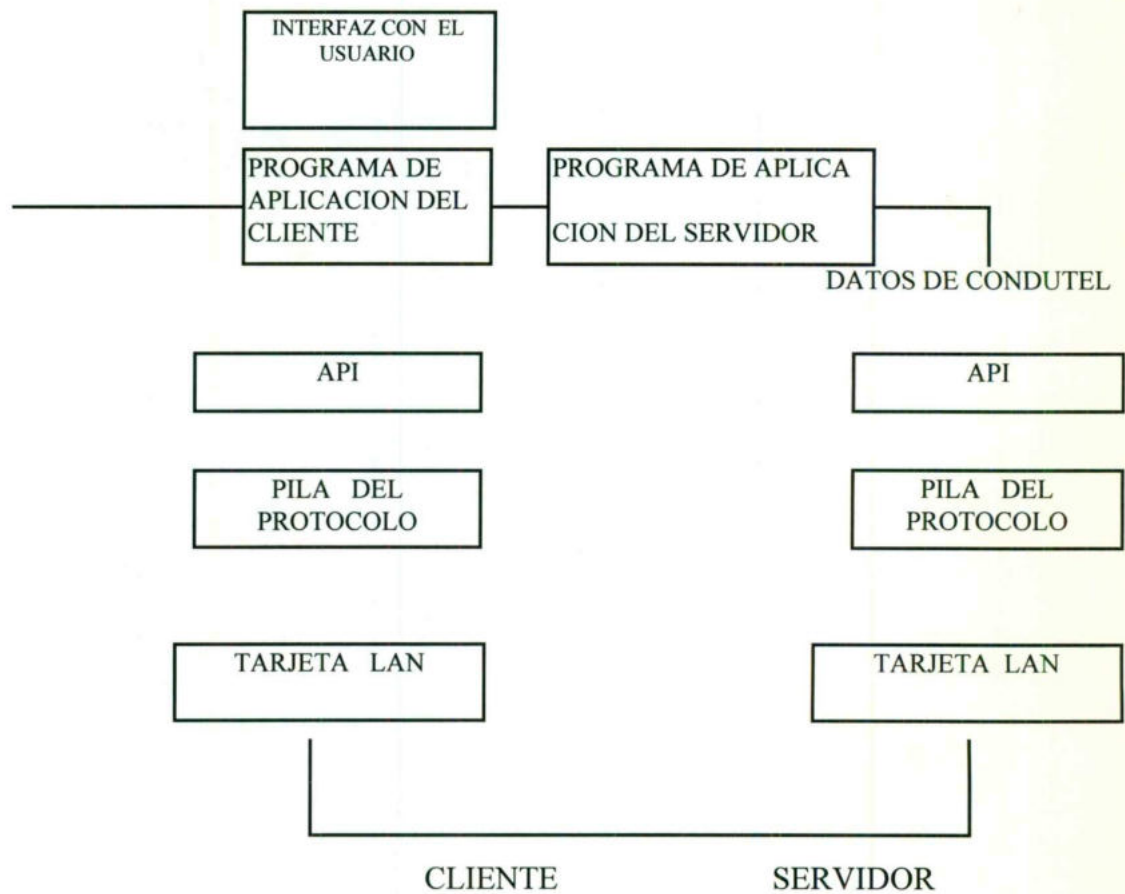 INTERFAZ CON EL
USUARIO
PROGRAMA DE
APLICACION DEL
CLIENTE
PROGRAMA DE APLICA
CION DEL SERVIDOR
DATOS DE CONDUTEL
API
API
PILA DEL
PROTOCOLO
PILA DEL
PROTOCOLO
TARJETA LAN
TARJETA LAN
CLIENTE
SERVIDOR